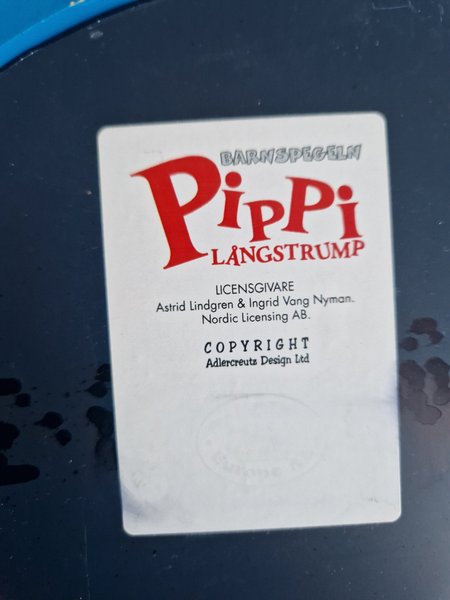 BARNSPEGELN
PiPPi
LÅNGSTRUMP
LICENSGIVARE
Astrid Lindgren & Ingrid Vang Nyman.
Nordic Licensing AB.
COPYRIGHT
Adlercreutz Design Ltd